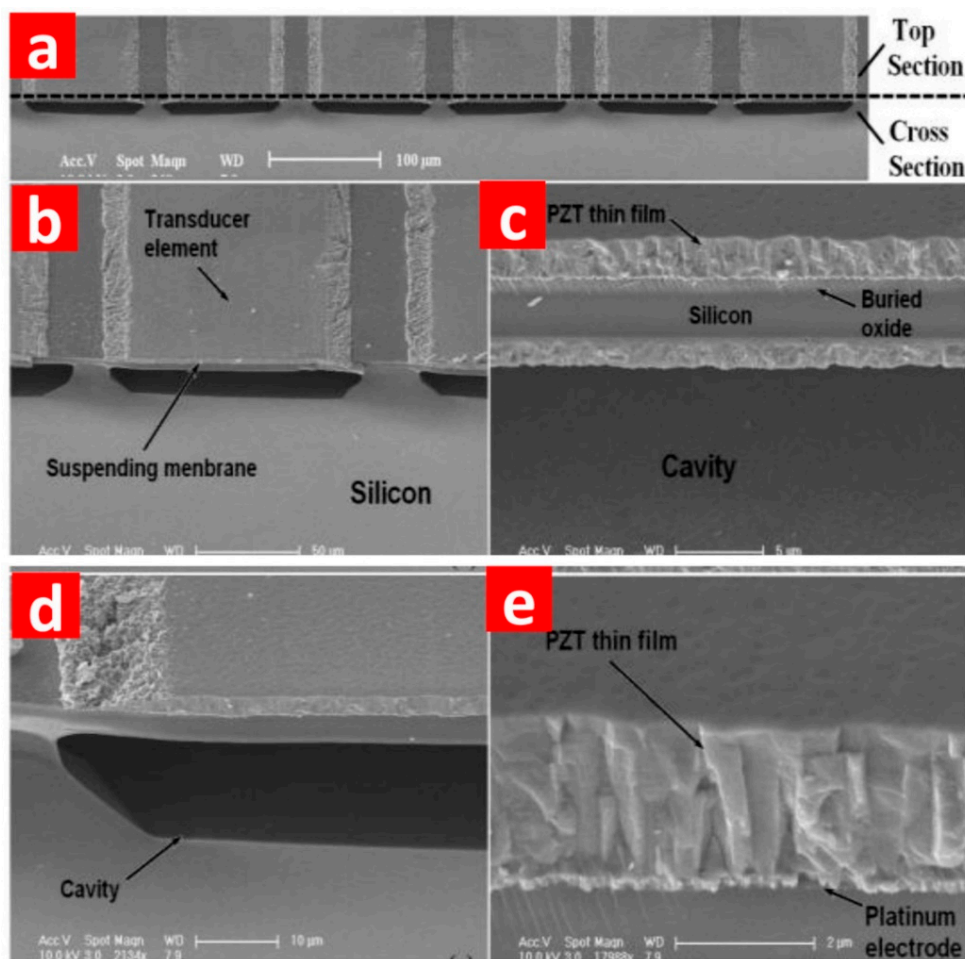 a
Top
Section
Cross
Section
Acc.V Spot Magn WD
100 μm
b
Transducer
element
Suspending menbrane
Silicon
Acc.V Spot Magn WD 50 μm
c
PZT thin film
Buried
oxide
Silicon
Cavity
Acc.V Spot Magn WD 5 μm
d
Cavity
Acc.V Spot Magn WD 10 μm
10.0 kV 3.0 2134x 7.9
e
PZT thin film
Platinum
electrode
Acc.V Spot Magn WD 2 μm
10.0 kV 3.0 17988x 7.9